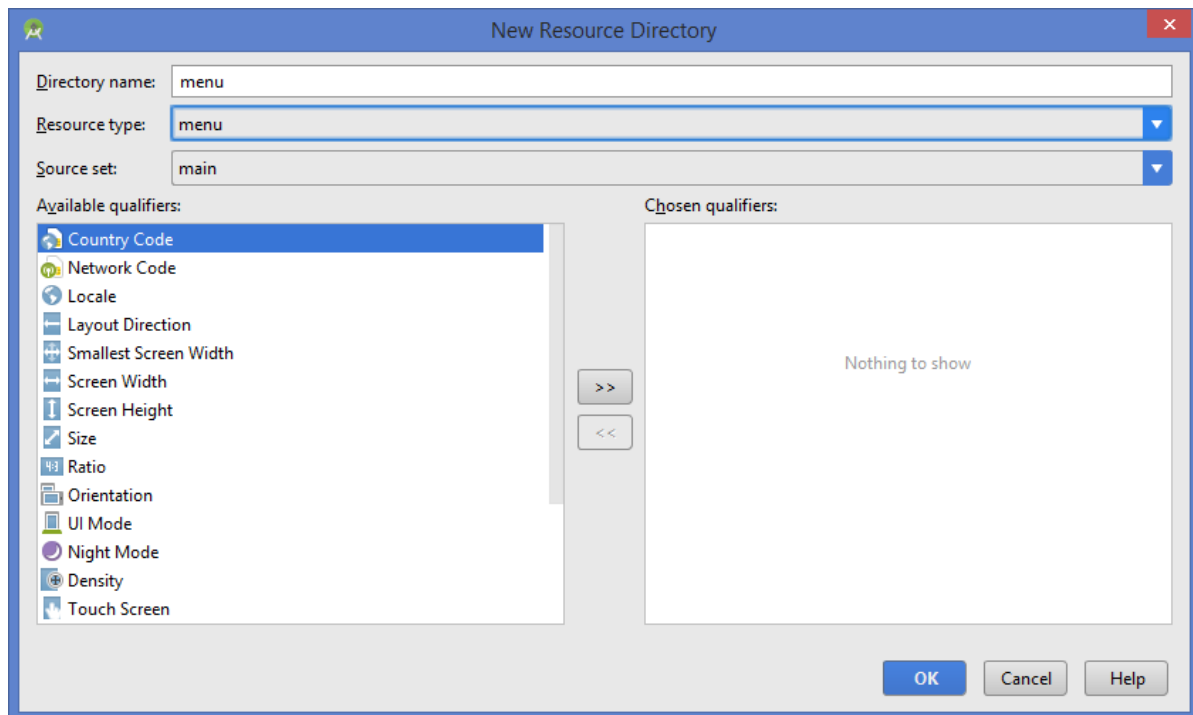 New Resource Directory
Directory name: menu
Resource type: menu
Source set: main
Available qualifiers:
Chosen qualifiers:
Country Code
Network Code
Locale
Layout Direction
Smallest Screen Width
Screen Width
Screen Height
Size
4:3 Ratio
Orientation
UI Mode
Night Mode
Density
Touch Screen
>>
<<
Nothing to show
OK Cancel Help